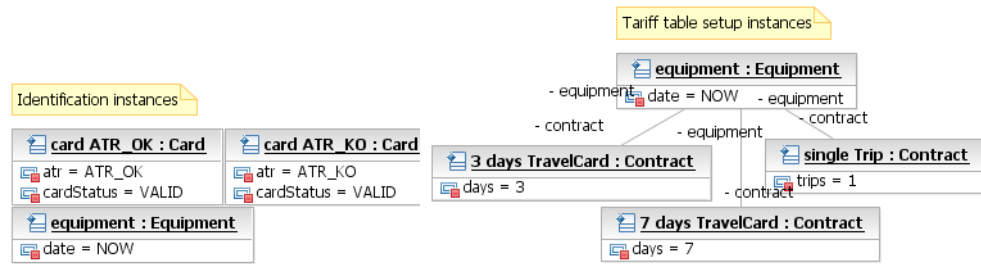 Identification instances
card ATR_OK : Card
atr = ATR_OK
cardStatus = VALID
card ATR_KO : Card
atr = ATR_KO
cardStatus = VALID
equipment : Equipment
date = NOW
Tariff table setup instances
equipment : Equipment
date = NOW
- equipment
- equipment
- contract
- contract
- equipment
3 days TravelCard : Contract
days = 3
single Trip : Contract
trips = 1
- contract
7 days TravelCard : Contract
days = 7